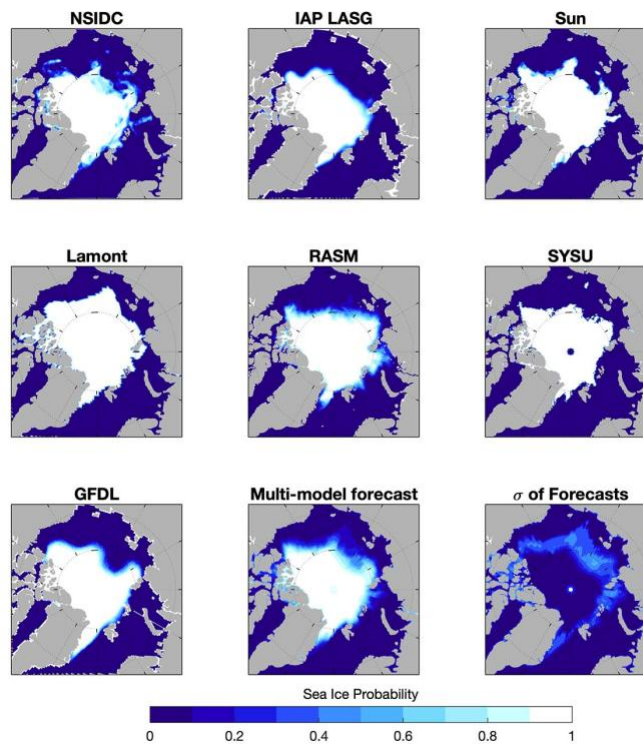 NSIDC IAP LASG Sun
Lamont RASM SYSU
GFDL Multi-model forecast σ of Forecasts
Sea Ice Probability
0 0.2 0.4 0.6 0.8 1